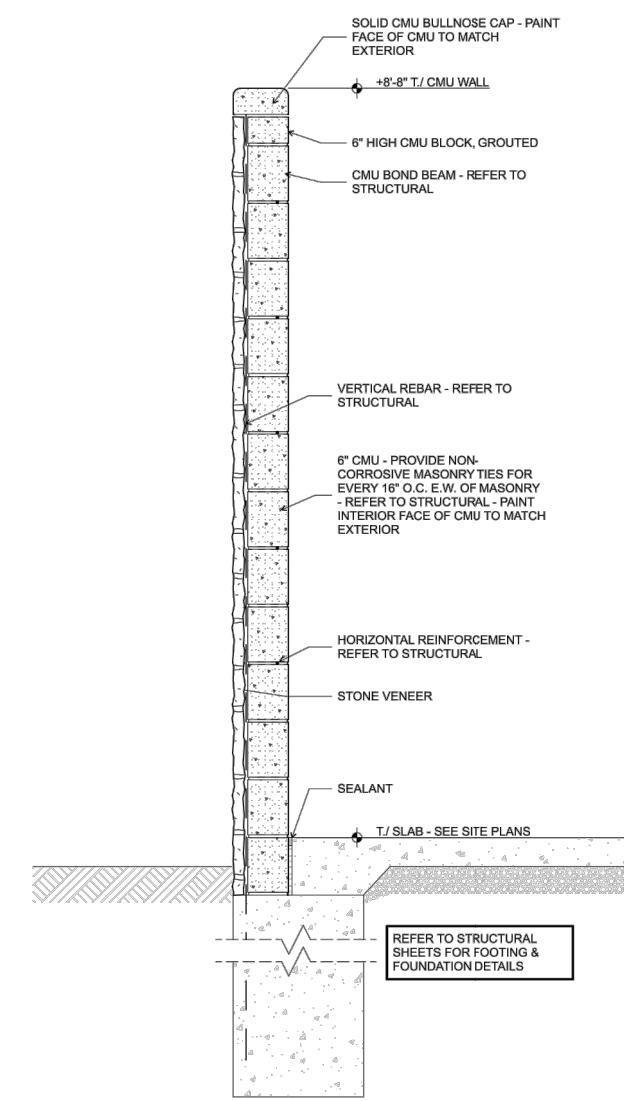 SOLID CMU BULLNOSE CAP - PAINT
FACE OF CMU TO MATCH
EXTERIOR
+8'-8" T./ CMU WALL
6" HIGH CMU BLOCK, GROUTED
CMU BOND BEAM - REFER TO
STRUCTURAL
VERTICAL REBAR - REFER TO
STRUCTURAL
6" CMU - PROVIDE NON-
CORROSIVE MASONRY TIES FOR
EVERY 16" O.C. E.W. OF MASONRY
- REFER TO STRUCTURAL - PAINT
INTERIOR FACE OF CMU TO MATCH
EXTERIOR
HORIZONTAL REINFORCEMENT -
REFER TO STRUCTURAL
STONE VENEER
SEALANT
T./ SLAB - SEE SITE PLANS
REFER TO STRUCTURAL
SHEETS FOR FOOTING &
FOUNDATION DETAILS